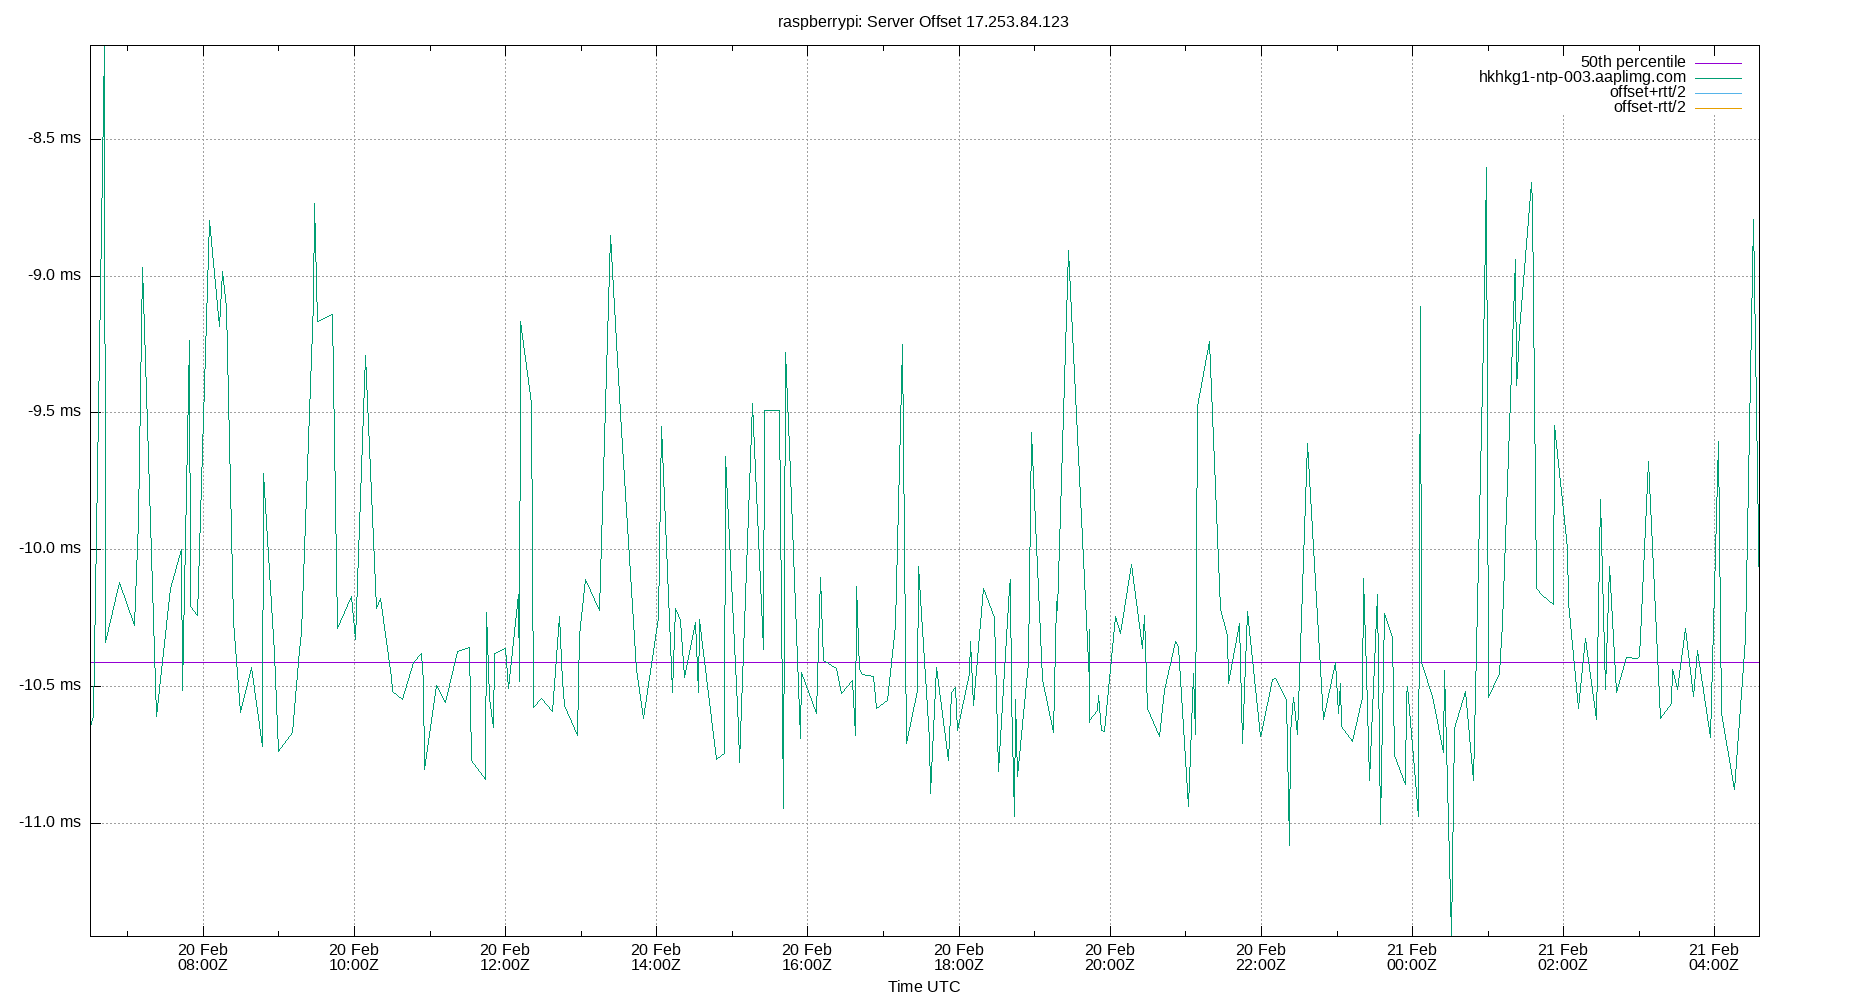 raspberrypi: Server Offset 17.253.84.123
50th percentile
hkhkg1-ntp-003.aaplimg.com
offset+rtt/2
offset-rtt/2
-8.5 ms
-9.0 ms
-9.5 ms
-10.0 ms
-10.5 ms
-11.0 ms
20 Feb 20 Feb 20 Feb 20 Feb 20 Feb 20 Feb 20 Feb 20 Feb 21 Feb 21 Feb 21 Feb
08:00Z 10:00Z 12:00Z 14:00Z 16:00Z 18:00Z 20:00Z 22:00Z 00:00Z 02:00Z 04:00Z
Time UTC